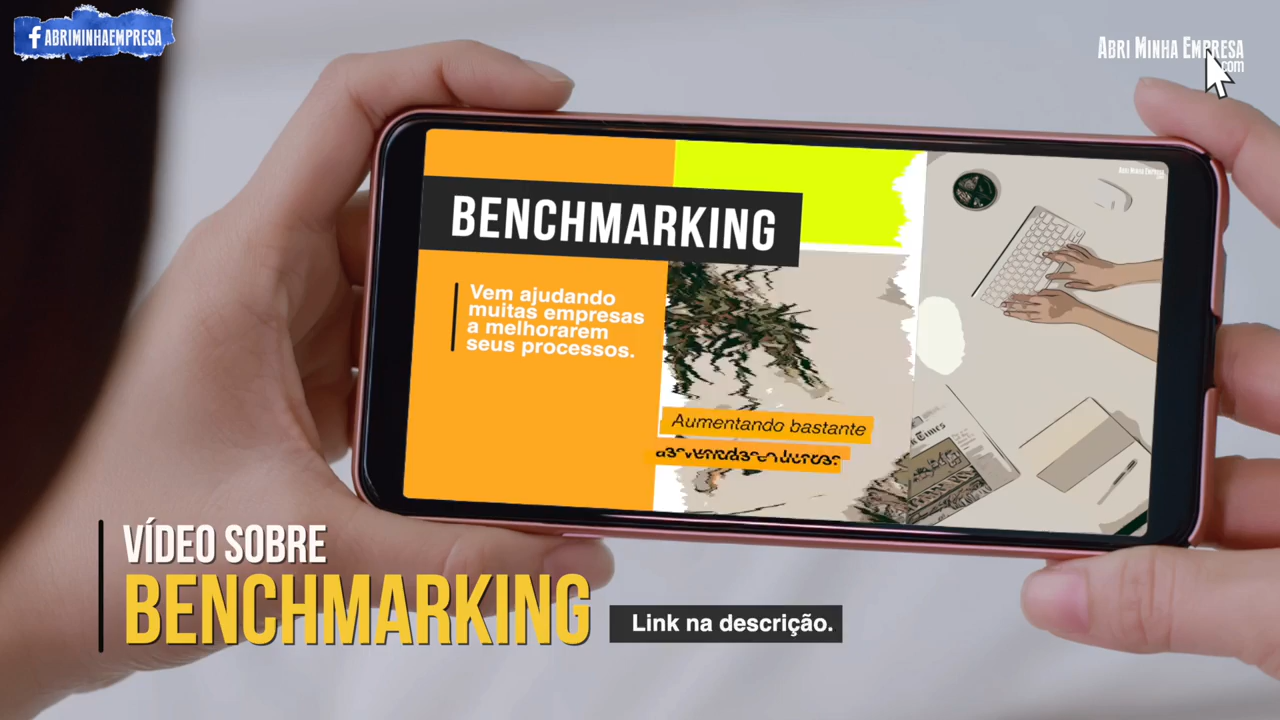 ABRIMINHAEMPRESA
ABRI MINHA EMPRESA
.com
BENCHMARKING
Vem ajudando
muitas empresas
a melhorarem
seus processos.
Aumentando bastante
Times
VÍDEO SOBRE
BENCHMARKING
Link na descrição.